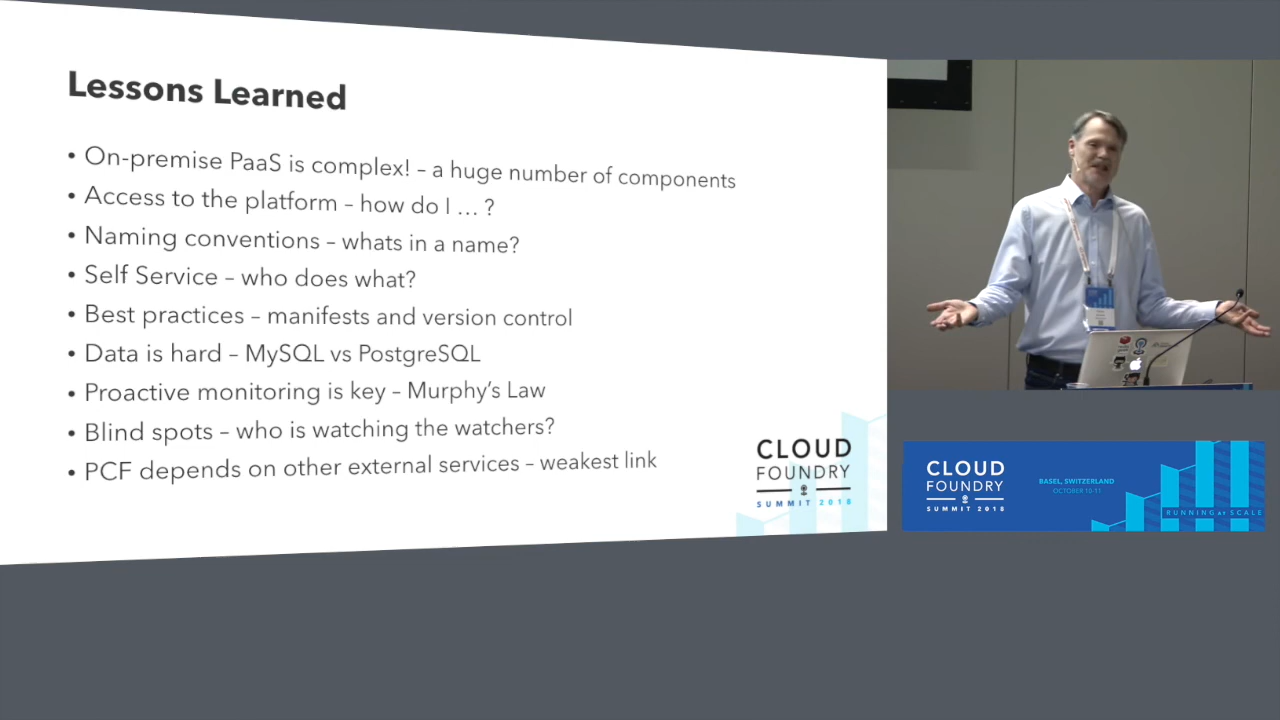 Lessons Learned
• On-premise PaaS is complex! – a huge number of components
• Access to the platform – how do I ... ?
• Naming conventions – whats in a name?
• Self Service – who does what?
• Best practices – manifests and version control
• Data is hard – MySQL vs PostgreSQL
• Proactive monitoring is key – Murphy's Law
• Blind spots – who is watching the watchers?
• PCF depends on other external services – weakest link
CLOUD
FOUNDRY
SUMMIT 2018
CLOUD
FOUNDRY
SUMMIT 2018
BASEL, SWITZERLAND
OCTOBER 10-11
RUNNING at SCALE